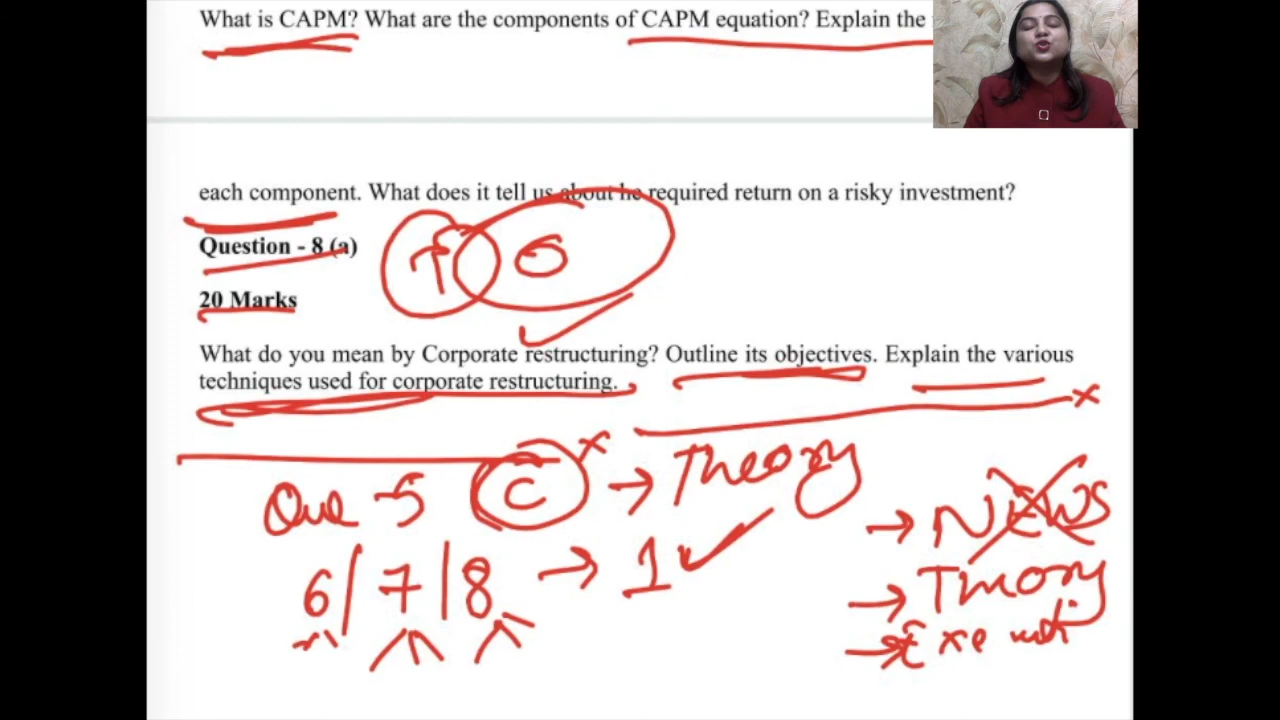 What is CAPM? What are the components of CAPM equation? Explain the
each component. What does it tell us about he required return on a risky investment?
Question - 8 (a)
20 Marks
What do you mean by Corporate restructuring? Outline its objectives. Explain the various
techniques used for corporate restructuring.
Que - 5 C → Theory
6 / 7 | 8 → 1
→ NEWS
→ Theory